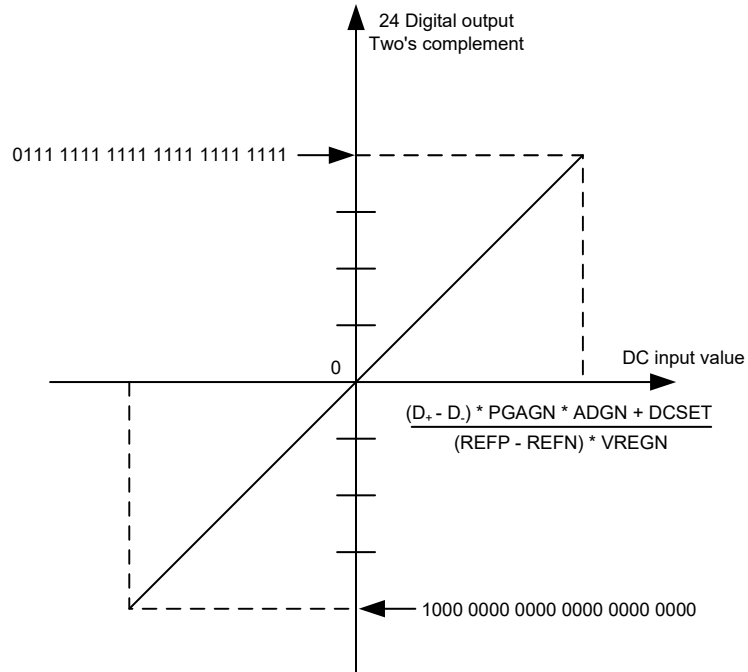 24 Digital output
Two's complement
0111 1111 1111 1111 1111 1111
0
DC input value
(D+ - D-) * PGAGN * ADGN + DCSET
(REFP - REFN) * VREGN
1000 0000 0000 0000 0000 0000